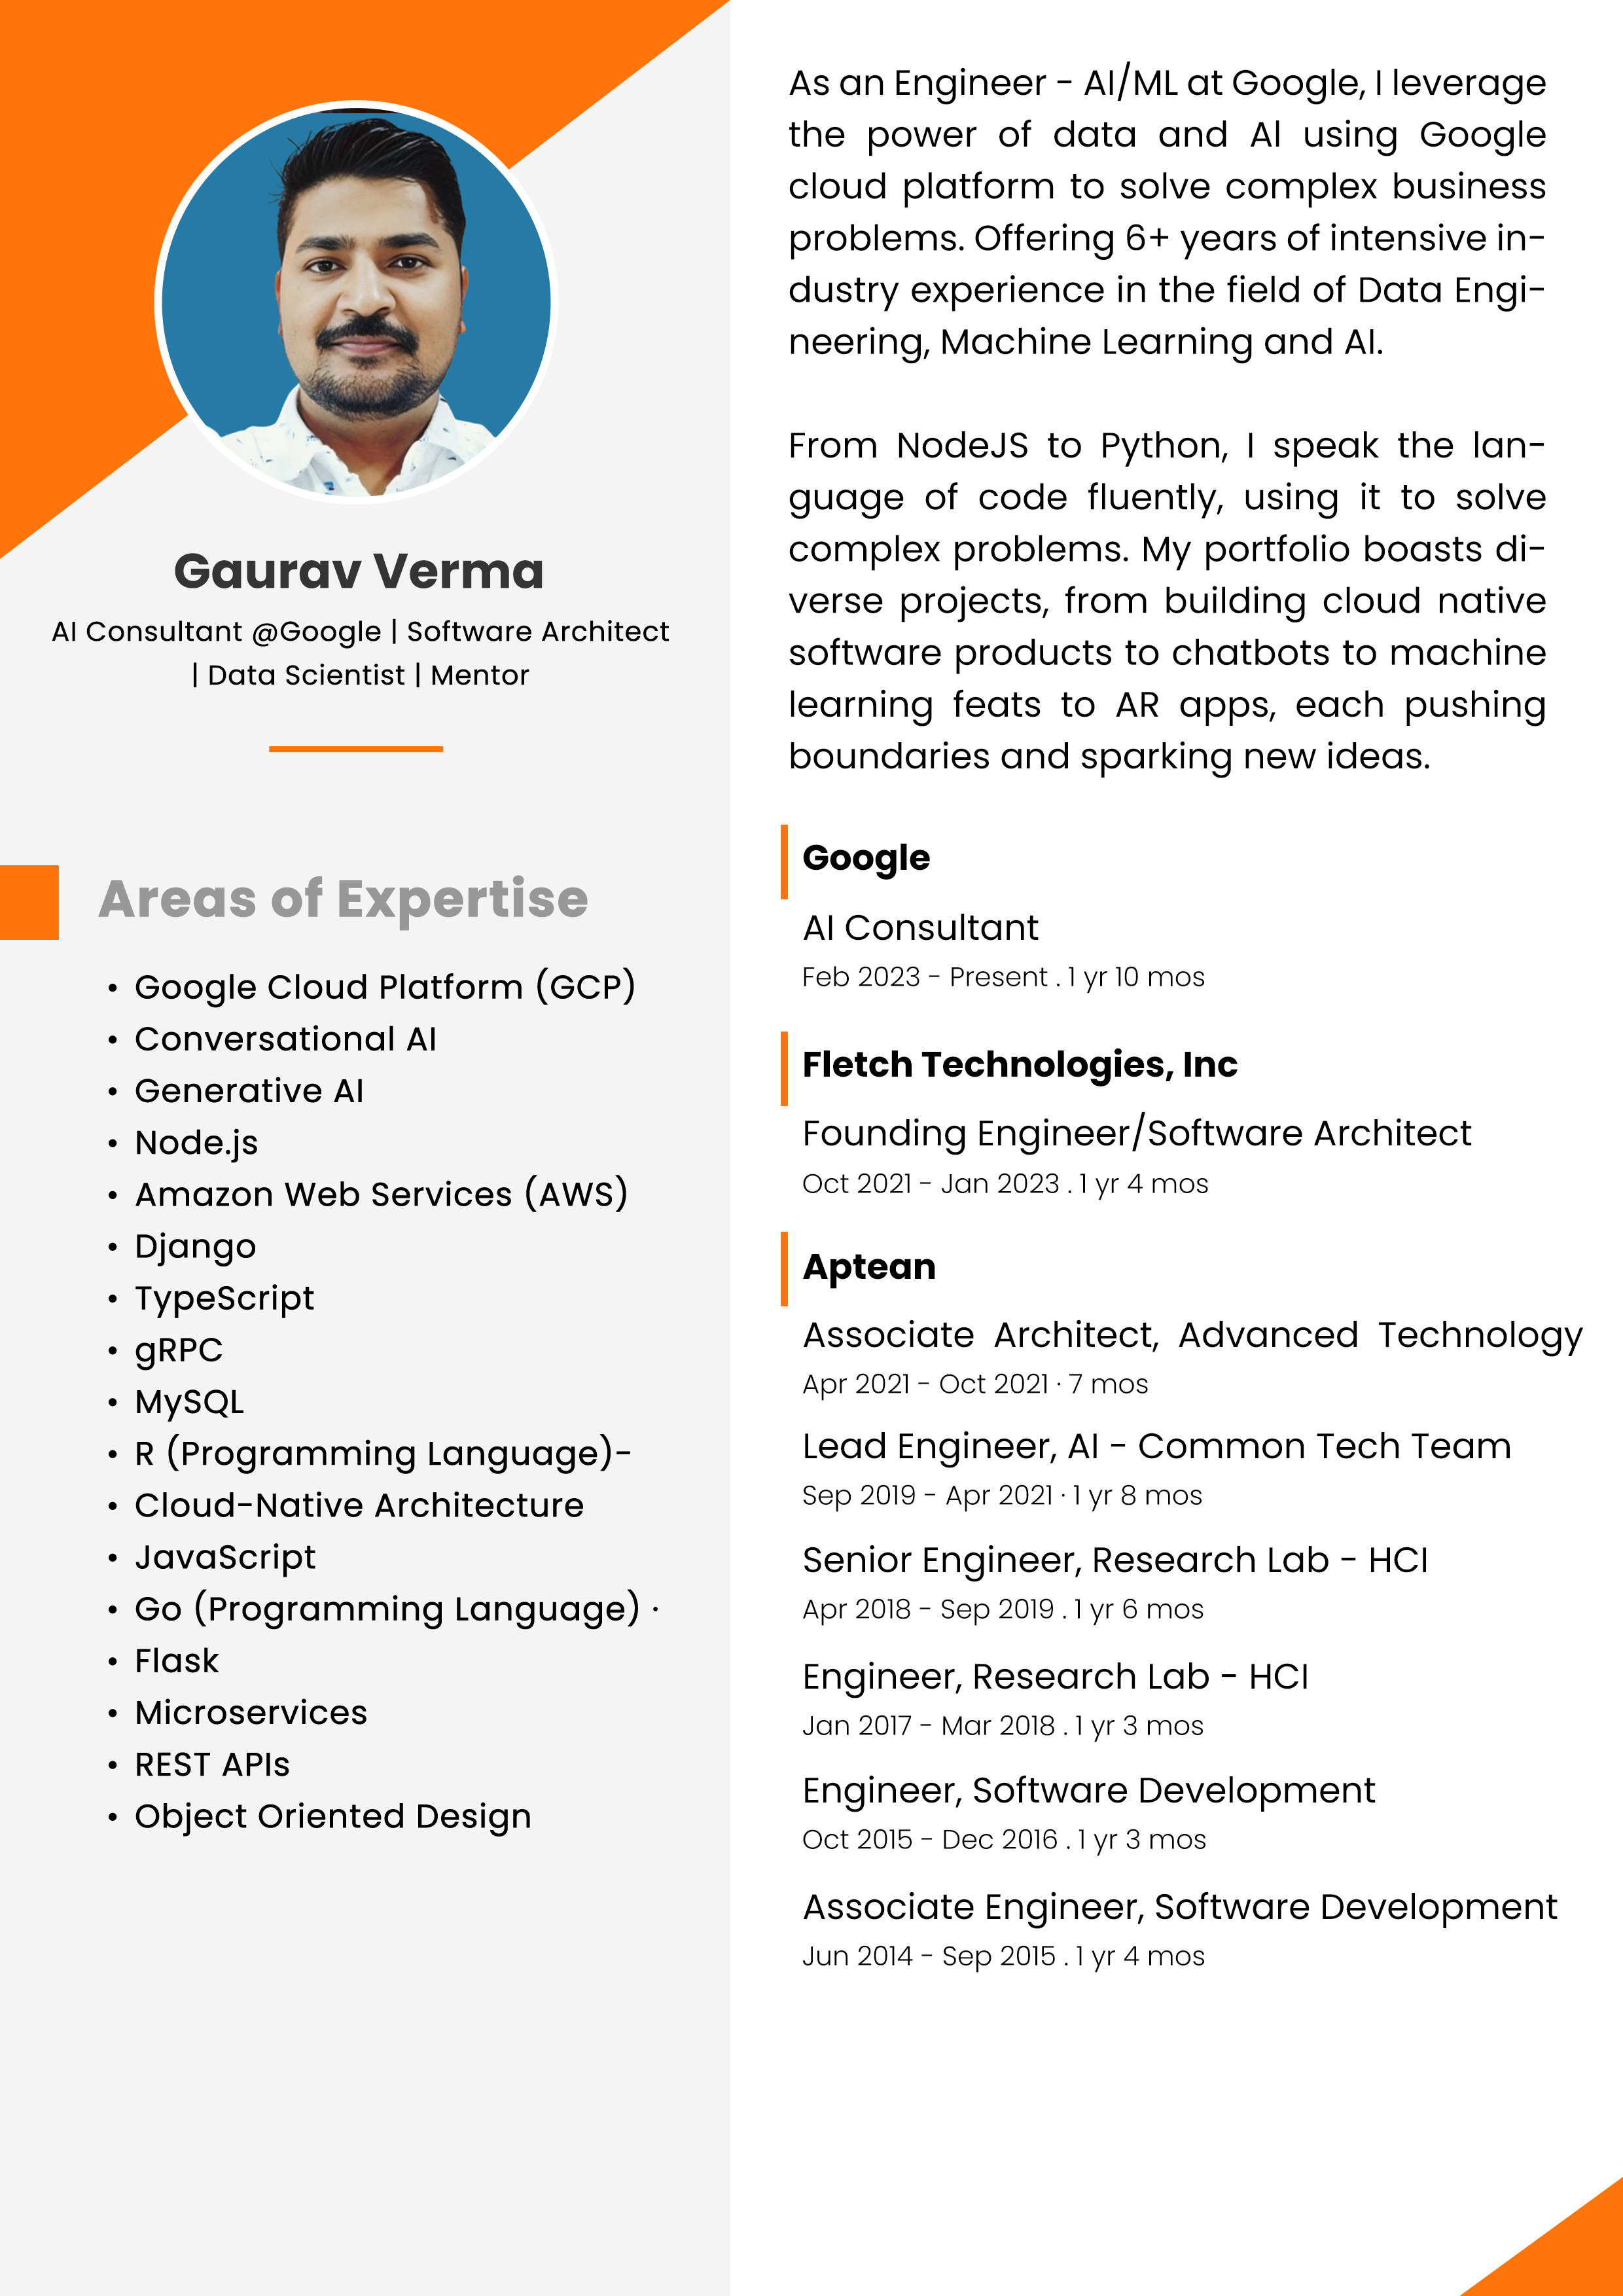 Gaurav Verma
AI Consultant @Google | Software Architect
| Data Scientist | Mentor
Areas of Expertise
• Google Cloud Platform (GCP)
• Conversational AI
• Generative AI
• Node.js
• Amazon Web Services (AWS)
• Django
• TypeScript
• gRPC
• MySQL
• R (Programming Language)-
• Cloud-Native Architecture
• JavaScript
• Go (Programming Language) ·
• Flask
• Microservices
• REST APIs
• Object Oriented Design
As an Engineer - AI/ML at Google, I leverage
the power of data and AI using Google
cloud platform to solve complex business
problems. Offering 6+ years of intensive in-
dustry experience in the field of Data Engi-
neering, Machine Learning and AI.
From NodeJS to Python, I speak the lan-
guage of code fluently, using it to solve
complex problems. My portfolio boasts di-
verse projects, from building cloud native
software products to chatbots to machine
learning feats to AR apps, each pushing
boundaries and sparking new ideas.
Google
AI Consultant
Feb 2023 - Present . 1 yr 10 mos
Fletch Technologies, Inc
Founding Engineer/Software Architect
Oct 2021 - Jan 2023 . 1 yr 4 mos
Aptean
Associate Architect, Advanced Technology
Apr 2021 - Oct 2021 · 7 mos
Lead Engineer, AI - Common Tech Team
Sep 2019 - Apr 2021 · 1 yr 8 mos
Senior Engineer, Research Lab - HCI
Apr 2018 - Sep 2019 . 1 yr 6 mos
Engineer, Research Lab - HCI
Jan 2017 - Mar 2018 . 1 yr 3 mos
Engineer, Software Development
Oct 2015 - Dec 2016 . 1 yr 3 mos
Associate Engineer, Software Development
Jun 2014 - Sep 2015 . 1 yr 4 mos